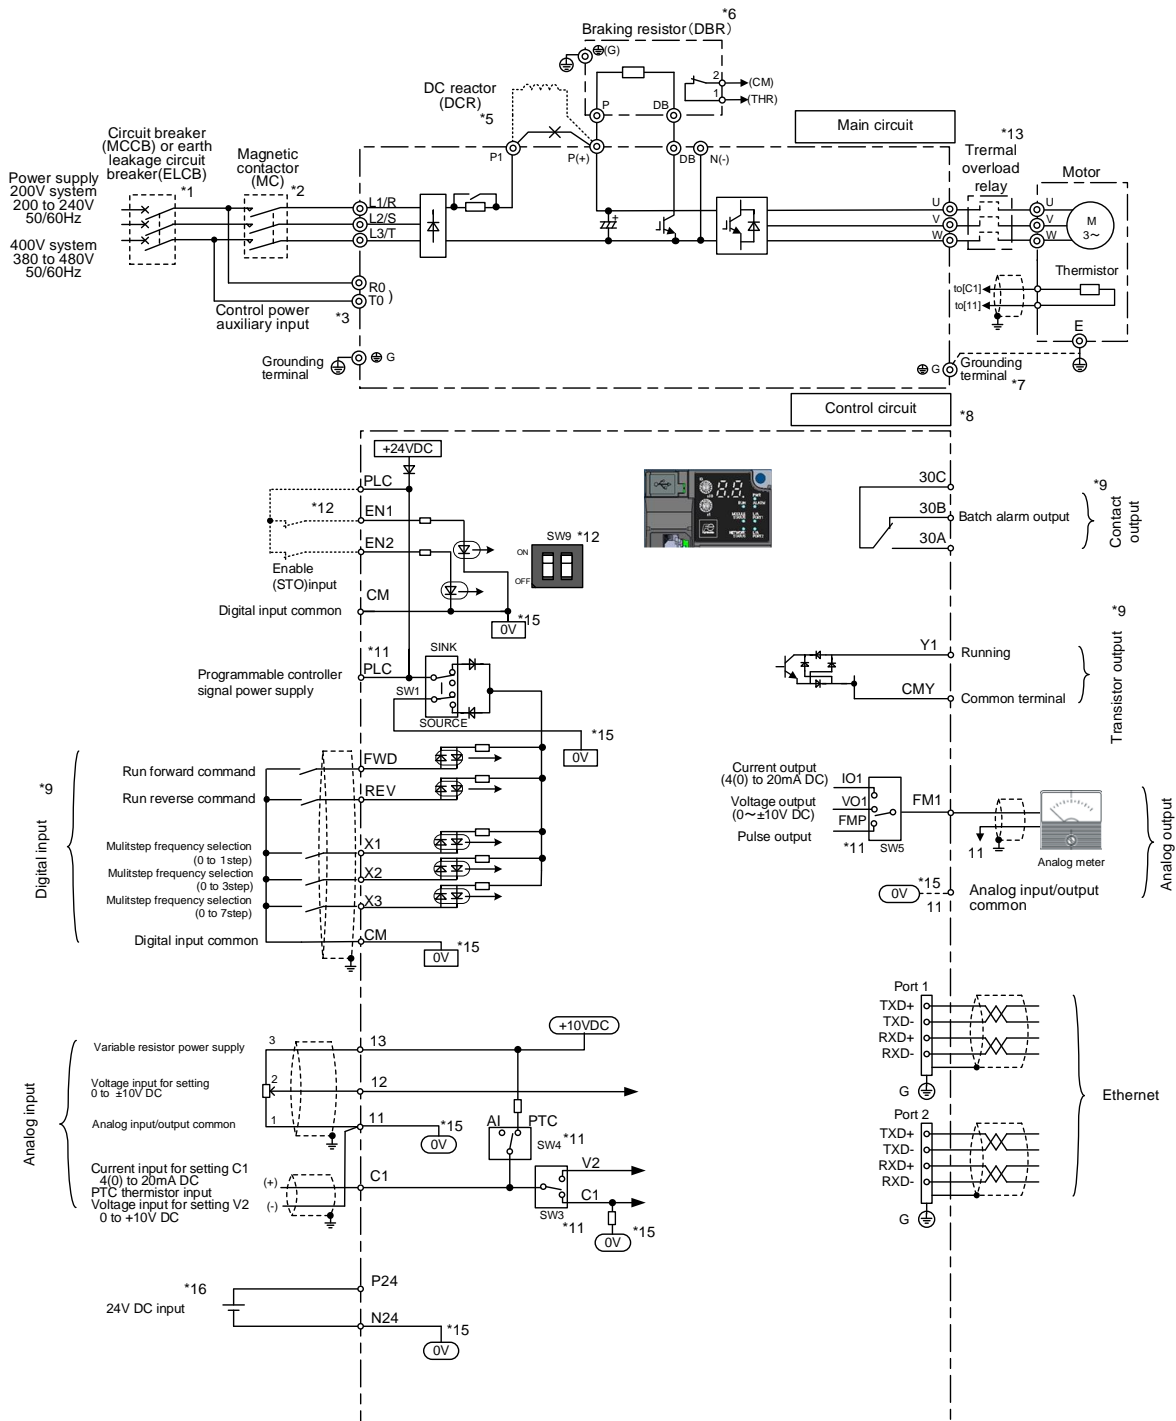 *6
Braking resistor(DBR)
(G)
2
(CM)
1
(THR)
P
DB
DC reactor
(DCR)
*5
Main circuit
P1
P(+)
DB
N(-)
Circuit breaker
(MCCB) or earth
leakage circuit
breaker(ELCB)
*1
Magnetic
contactor
(MC)
*2
Power supply
200V system
200 to 240V
50/60Hz
400V system
380 to 480V
50/60Hz
L1/R
L2/S
L3/T
+
U
V
W
*13
Trermal
overload
relay
Motor
U
V
W
M
3～
R0
T0 )
Control power
auxiliary input
*3
Thermistor
to[C1]
to[11]
E
Grounding
terminal
G
G
Grounding
terminal
*7
Control circuit
*8
+24VDC
PLC
*12
EN1
EN2
Enable
(STO)input
SW9
*12
ON
OFF
Digital input common
CM
0V
*15
30C
30B
30A
Batch alarm output
*9
Contact
output
*11
PLC
Programmable controller
signal power supply
SINK
SW1
SOURCE
*15
0V
Y1
Running
CMY
Common terminal
*9
Transistor output
*9
Digital input
Run forward command
FWD
Run reverse command
REV
Mulitstep frequency selection
(0 to 1step)
X1
Mulitstep frequency selection
(0 to 3step)
X2
Mulitstep frequency selection
(0 to 7step)
X3
Digital input common
CM
0V
*15
Current output
(4(0) to 20mA DC)
IO1
Voltage output
(0～±10V DC)
VO1
Pulse output
FMP
*11
SW5
FM1
11
Analog meter
Analog output
0V
*15
11
Analog input/output
common
Analog input
Variable resistor power supply
3
13
+10VDC
Voltage input for setting
0 to ±10V DC
2
12
Analog input/output common
1
11
0V
*15
AI
PTC
SW4
*11
Current input for setting C1
4(0) to 20mA DC
PTC thermistor input
Voltage input for setting V2
0 to +10V DC
(+)
(-)
C1
V2
C1
SW3
*11
0V
*15
Port 1
TXD+
TXD-
RXD+
RXD-
G
Port 2
TXD+
TXD-
RXD+
RXD-
G
Ethernet
*16
24V DC input
P24
N24
0V
*15